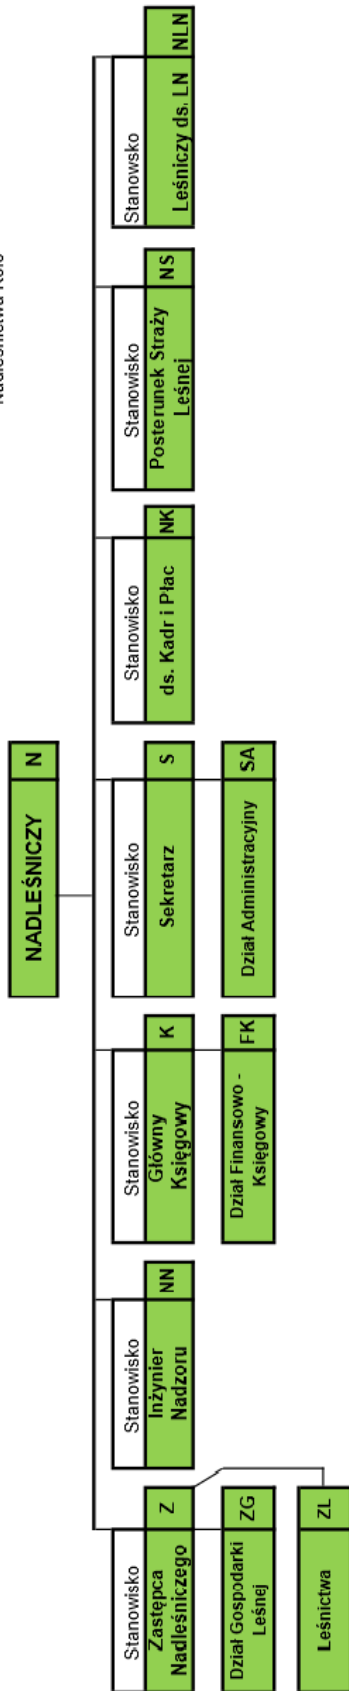 Nadleśnictwa Koło
NADLEŚNICZY N
Stanowisko
Zastępca
Nadleśniczego
Z
Stanowisko
Inżynier
Nadzoru
NN
Stanowisko
Główny
Księgowy
K
Stanowisko
Sekretarz
S
Stanowisko
ds. Kadr i Płac
NK
Stanowisko
Posterunek Straży
Leśnej
NS
Stanowsko
Leśniczy ds. LN
NLN
Dział Gospodarki
Leśnej
ZG
Dział Finansowo -
Księgowy
FK
Dział Administracyjny
SA
Leśnictwa
ZL